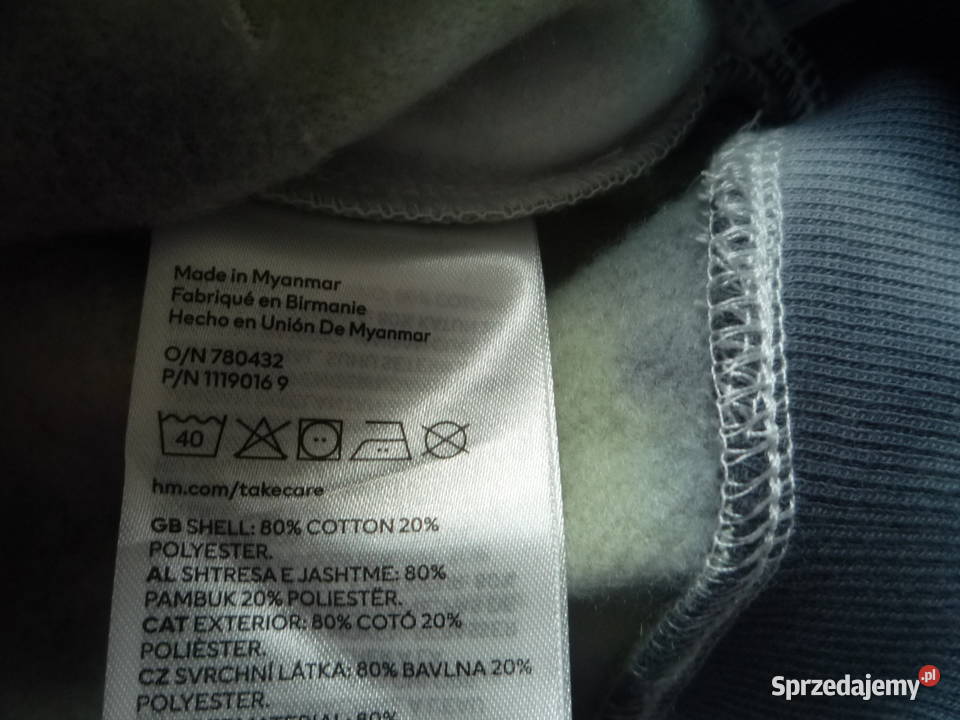 Made in Myanmar
Fabriqué en Birmanie
Hecho en Unión De Myanmar
O/N 780432
P/N 1119016 9
40
hm.com/takecare
GB SHELL: 80% COTTON 20%
POLYESTER.
AL SHTRESA E JASHTME: 80%
PAMBUK 20% POLIESTËR.
CAT EXTERIOR: 80% COTÓ 20%
POLIÈSTER.
CZ SVRCHNÍ LÁTKA: 80% BAVLNA 20%
POLYESTER.
80%
Sprzedajemy.pl